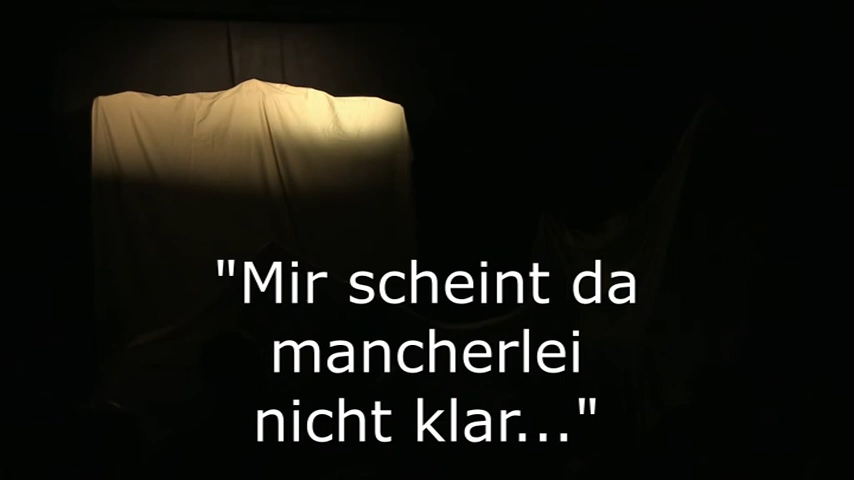 "Mir scheint da
mancherlei
nicht klar..."